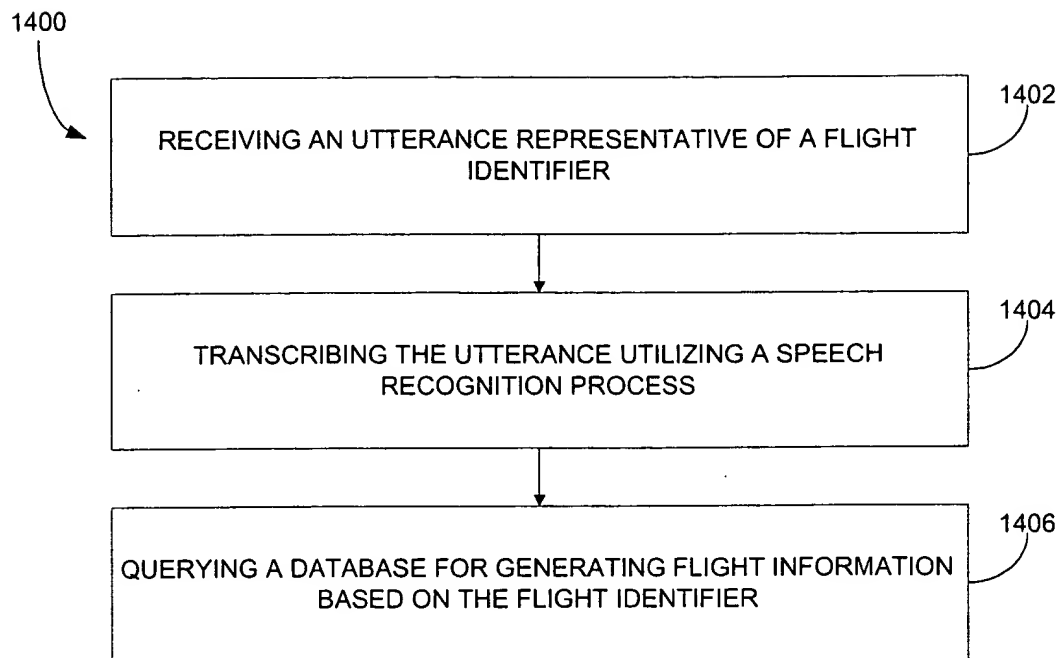 1400
1402
RECEIVING AN UTTERANCE REPRESENTATIVE OF A FLIGHT
IDENTIFIER
1404
TRANSCRIBING THE UTTERANCE UTILIZING A SPEECH
RECOGNITION PROCESS
1406
QUERYING A DATABASE FOR GENERATING FLIGHT INFORMATION
BASED ON THE FLIGHT IDENTIFIER